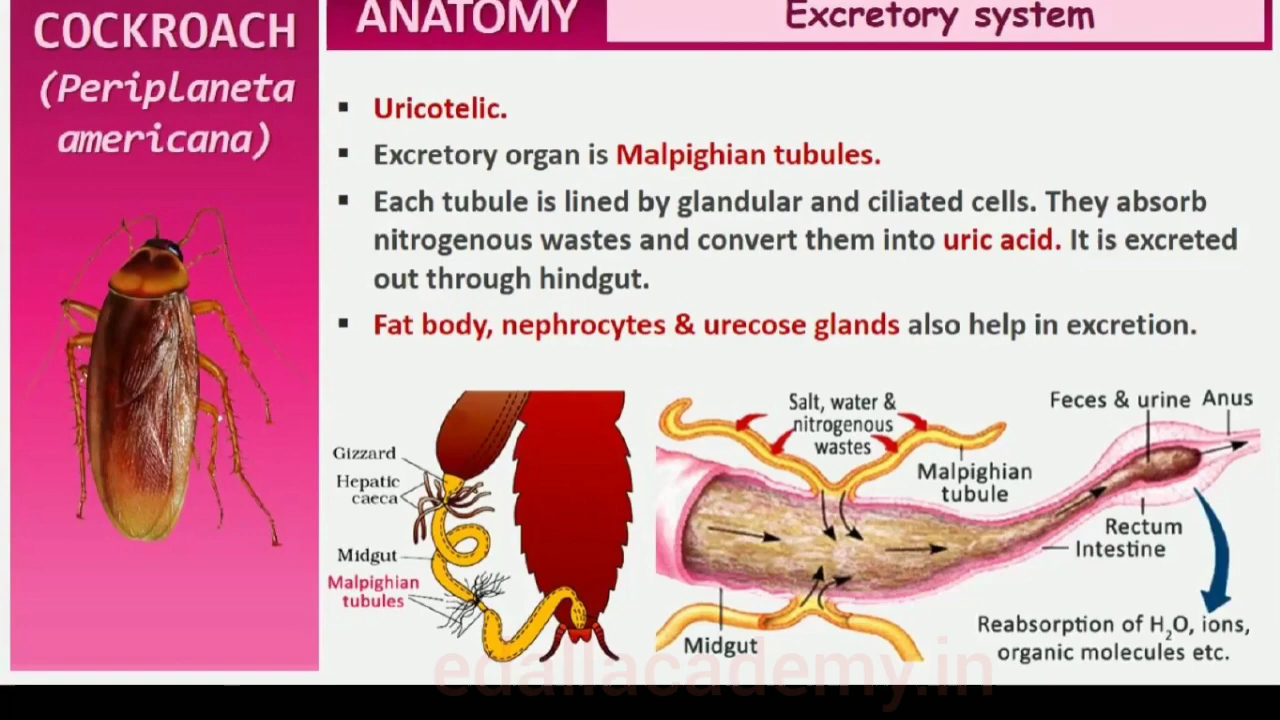 COCKROACH
(Periplaneta
americana)
ANATOMY
Excretory system
▪ Uricotelic.
▪ Excretory organ is Malpighian tubules.
▪ Each tubule is lined by glandular and ciliated cells. They absorb
nitrogenous wastes and convert them into uric acid. It is excreted
out through hindgut.
▪ Fat body, nephrocytes & urecose glands also help in excretion.
Gizzard
Hepatic
caeca
Midgut
Malpighian
tubules
Salt, water &
nitrogenous
wastes
Feces & urine
Anus
Malpighian
tubule
Rectum
Intestine
Midgut
Reabsorption of H₂O, ions,
organic molecules etc.
edallacademy.in